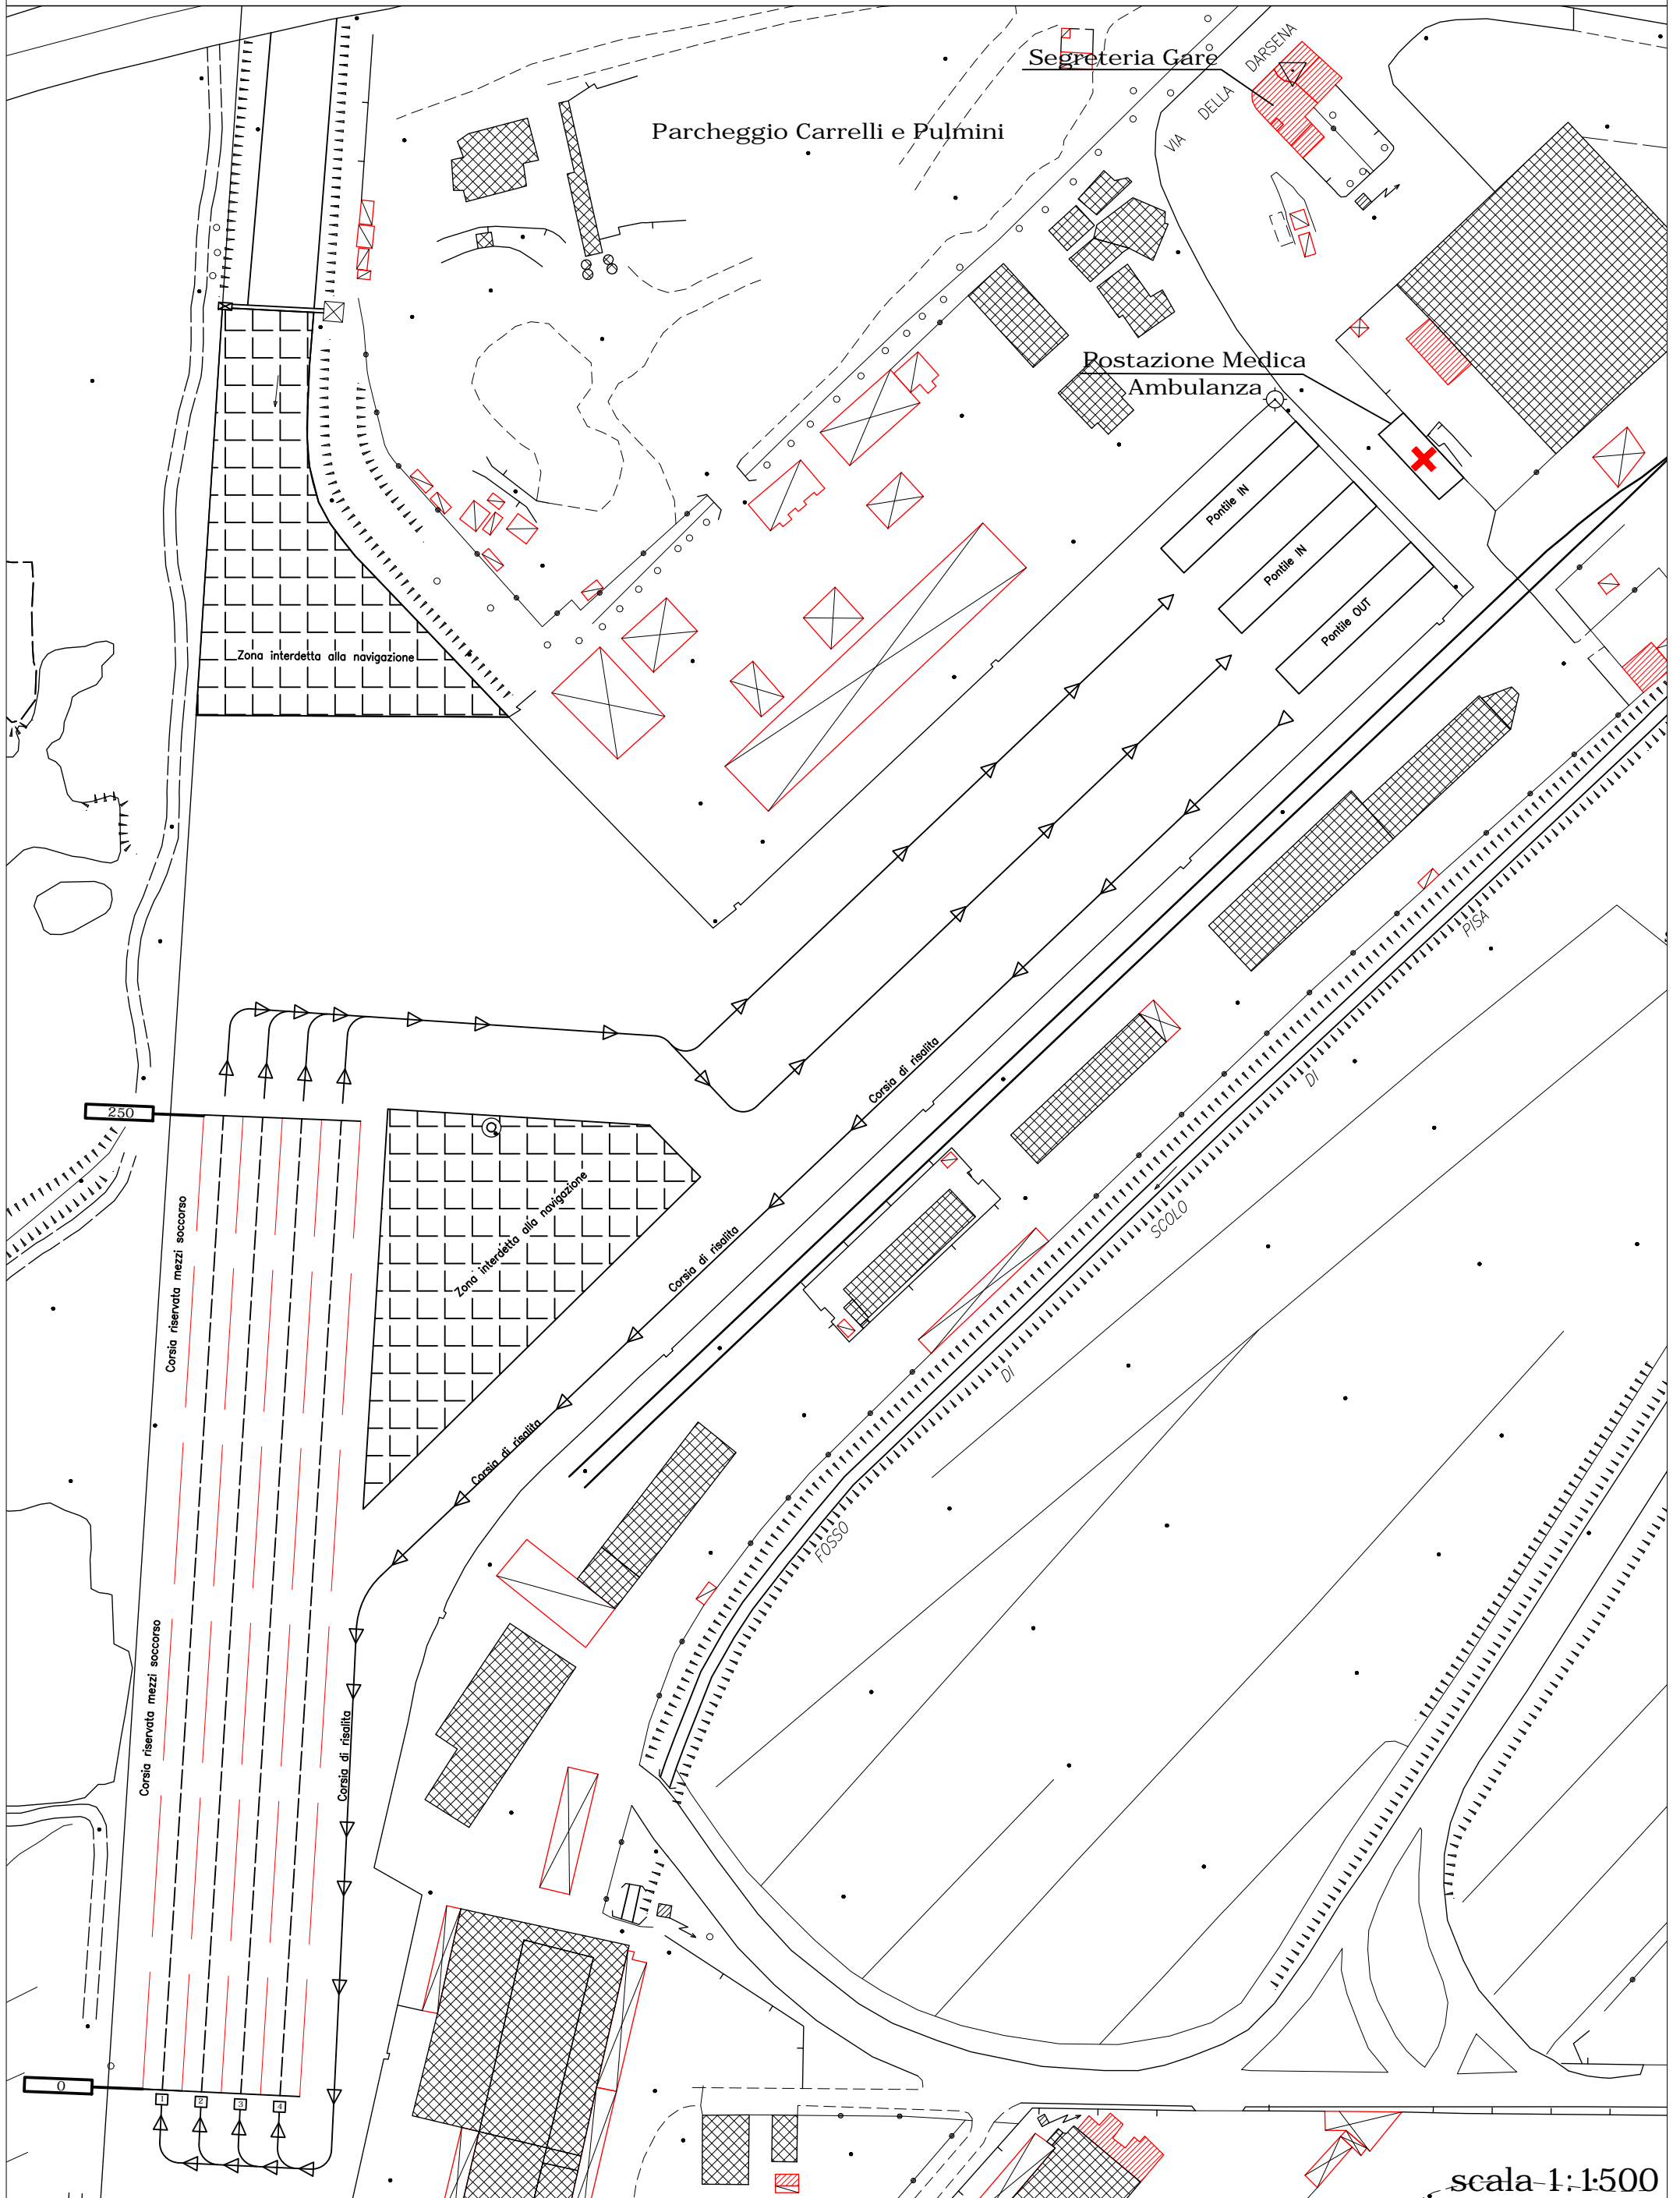 Segreteria Gare
VIA DELLA DARSENA
Parcheggio Carrelli e Pulmini
Postazione Medica
Ambulanza
Pontile IN
Pontile IN
Pontile OUT
Zona interdetta alla navigazione
PISA
DI
SCOLO
DI
FOSSO
Corsia di risalita
250
Zona interdetta alla navigazione
Corsia riservata mezzi soccorso
Corsia di risalita
Corsia di risalita
Corsia riservata mezzi soccorso
Corsia di risalita
0
1 2 3 4
scala 1:1500